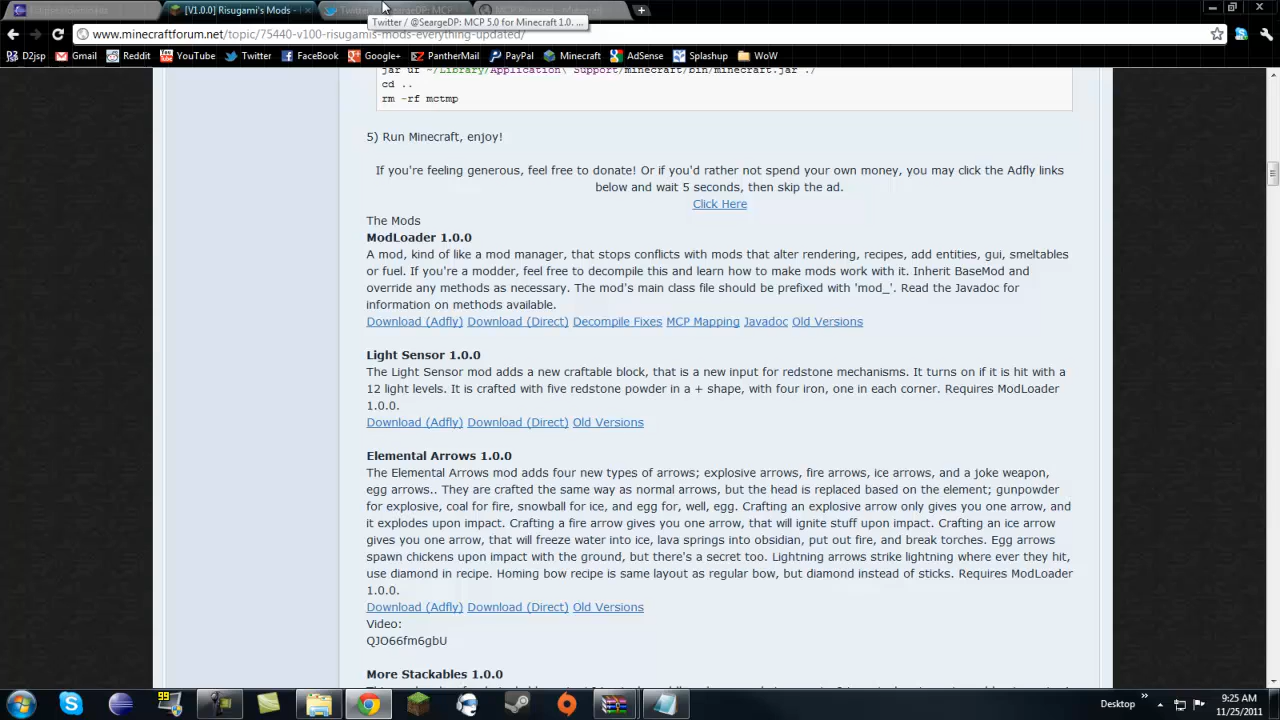 [V1.0.0] Risugami's Mods -
Twitter / @SeargeDP: MCP
MCP Releases - Minecraft
Twitter / @SeargeDP: MCP 5.0 for Minecraft 1.0. ...
www.minecraftforum.net/topic/75440-v100-risugamis-mods-everything-updated/
D2jsp Gmail Reddit YouTube Twitter FaceBook Google+ PantherMail PayPal Minecraft AdSense Splashup WoW
jar uf ~/Library/Application\ Support/minecraft/bin/minecraft.jar ./
cd ..
rm -rf mctmp
5) Run Minecraft, enjoy!
If you're feeling generous, feel free to donate! Or if you'd rather not spend your own money, you may click the Adfly links
below and wait 5 seconds, then skip the ad.
Click Here
The Mods
ModLoader 1.0.0
A mod, kind of like a mod manager, that stops conflicts with mods that alter rendering, recipes, add entities, gui, smeltables
or fuel. If you're a modder, feel free to decompile this and learn how to make mods work with it. Inherit BaseMod and
override any methods as necessary. The mod's main class file should be prefixed with 'mod_'. Read the Javadoc for
information on methods available.
Download (Adfly) Download (Direct) Decompile Fixes MCP Mapping Javadoc Old Versions
Light Sensor 1.0.0
The Light Sensor mod adds a new craftable block, that is a new input for redstone mechanisms. It turns on if it is hit with a
12 light levels. It is crafted with five redstone powder in a + shape, with four iron, one in each corner. Requires ModLoader
1.0.0.
Download (Adfly) Download (Direct) Old Versions
Elemental Arrows 1.0.0
The Elemental Arrows mod adds four new types of arrows; explosive arrows, fire arrows, ice arrows, and a joke weapon,
egg arrows.. They are crafted the same way as normal arrows, but the head is replaced based on the element; gunpowder
for explosive, coal for fire, snowball for ice, and egg for, well, egg. Crafting an explosive arrow only gives you one arrow, and
it explodes upon impact. Crafting a fire arrow gives you one arrow, that will ignite stuff upon impact. Crafting an ice arrow
gives you one arrow, that will freeze water into ice, lava springs into obsidian, put out fire, and break torches. Egg arrows
spawn chickens upon impact with the ground, but there's a secret too. Lightning arrows strike lightning where ever they hit,
use diamond in recipe. Homing bow recipe is same layout as regular bow, but diamond instead of sticks. Requires ModLoader
1.0.0.
Download (Adfly) Download (Direct) Old Versions
Video:
QJO66fm6gbU
More Stackables 1.0.0
99
Desktop
9:25 AM
11/25/2011